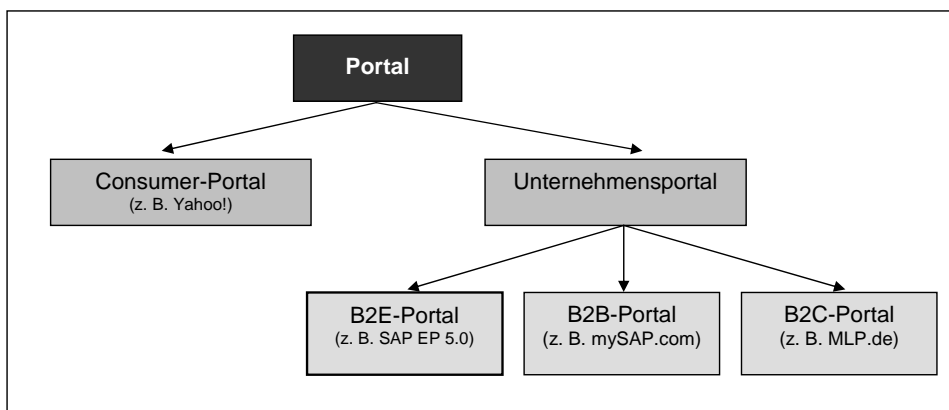 Portal
Consumer-Portal
(z. B. Yahoo!)
Unternehmensportal
B2E-Portal
(z. B. SAP EP 5.0)
B2B-Portal
(z. B. mySAP.com)
B2C-Portal
(z. B. MLP.de)